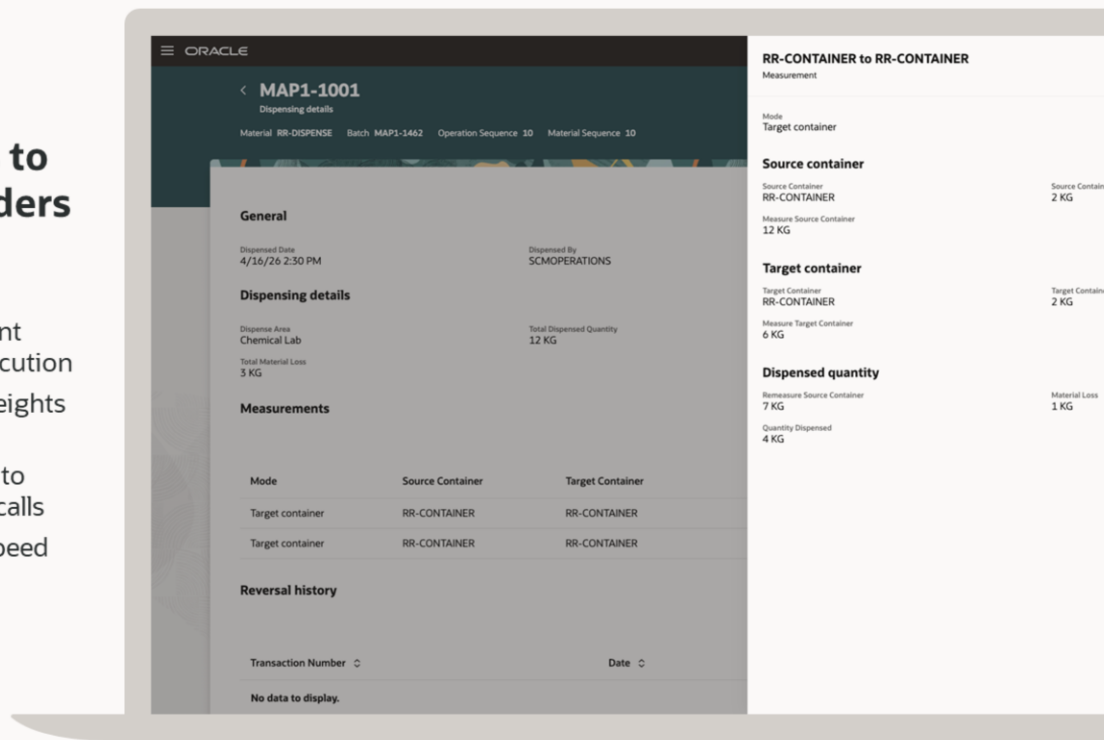 to
ders
nt
cution
eights
to
calls
peed
ORACLE
MAP1-1001
Dispensing details
Material RR-DISPENSE Batch MAP1-1462 Operation Sequence 10 Material Sequence 10
General
Dispensed Date
4/16/26 2:30 PM
Dispensed By
SCMOPERATIONS
Dispensing details
Dispense Area
Chemical Lab
Total Dispensed Quantity
12 KG
Total Material Loss
3 KG
Measurements
Mode Source Container Target Container
Target container RR-CONTAINER RR-CONTAINER
Target container RR-CONTAINER RR-CONTAINER
Reversal history
Transaction Number Date
No data to display.
RR-CONTAINER to RR-CONTAINER
Measurement
Mode
Target container
Source container
Source Container
RR-CONTAINER
Source Contain
2 KG
Measure Source Container
12 KG
Target container
Target Container
RR-CONTAINER
Target Contain
2 KG
Measure Target Container
6 KG
Dispensed quantity
Remeasure Source Container
7 KG
Material Loss
1 KG
Quantity Dispensed
4 KG